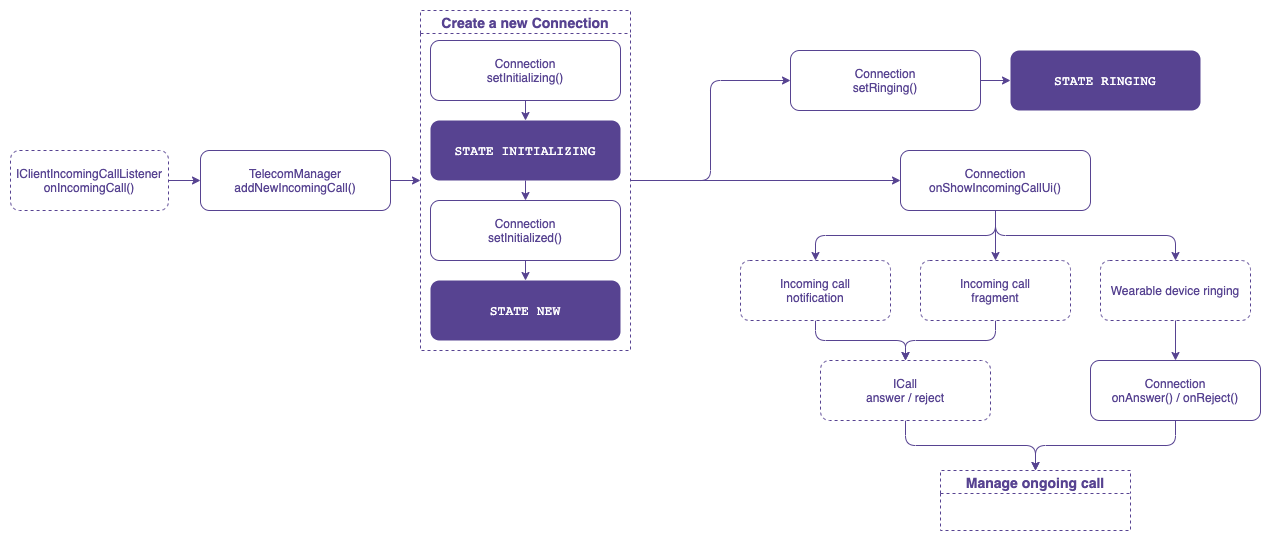 Create a new Connection
Connection
setInitializing()
STATE INITIALIZING
Connection
setInitialized()
STATE NEW
IClientIncomingCallListener
onIncomingCall()
TelecomManager
addNewIncomingCall()
Connection
setRinging()
STATE RINGING
Connection
onShowIncomingCallUi()
Incoming call
notification
Incoming call
fragment
Wearable device ringing
ICall
answer / reject
Connection
onAnswer() / onReject()
Manage ongoing call